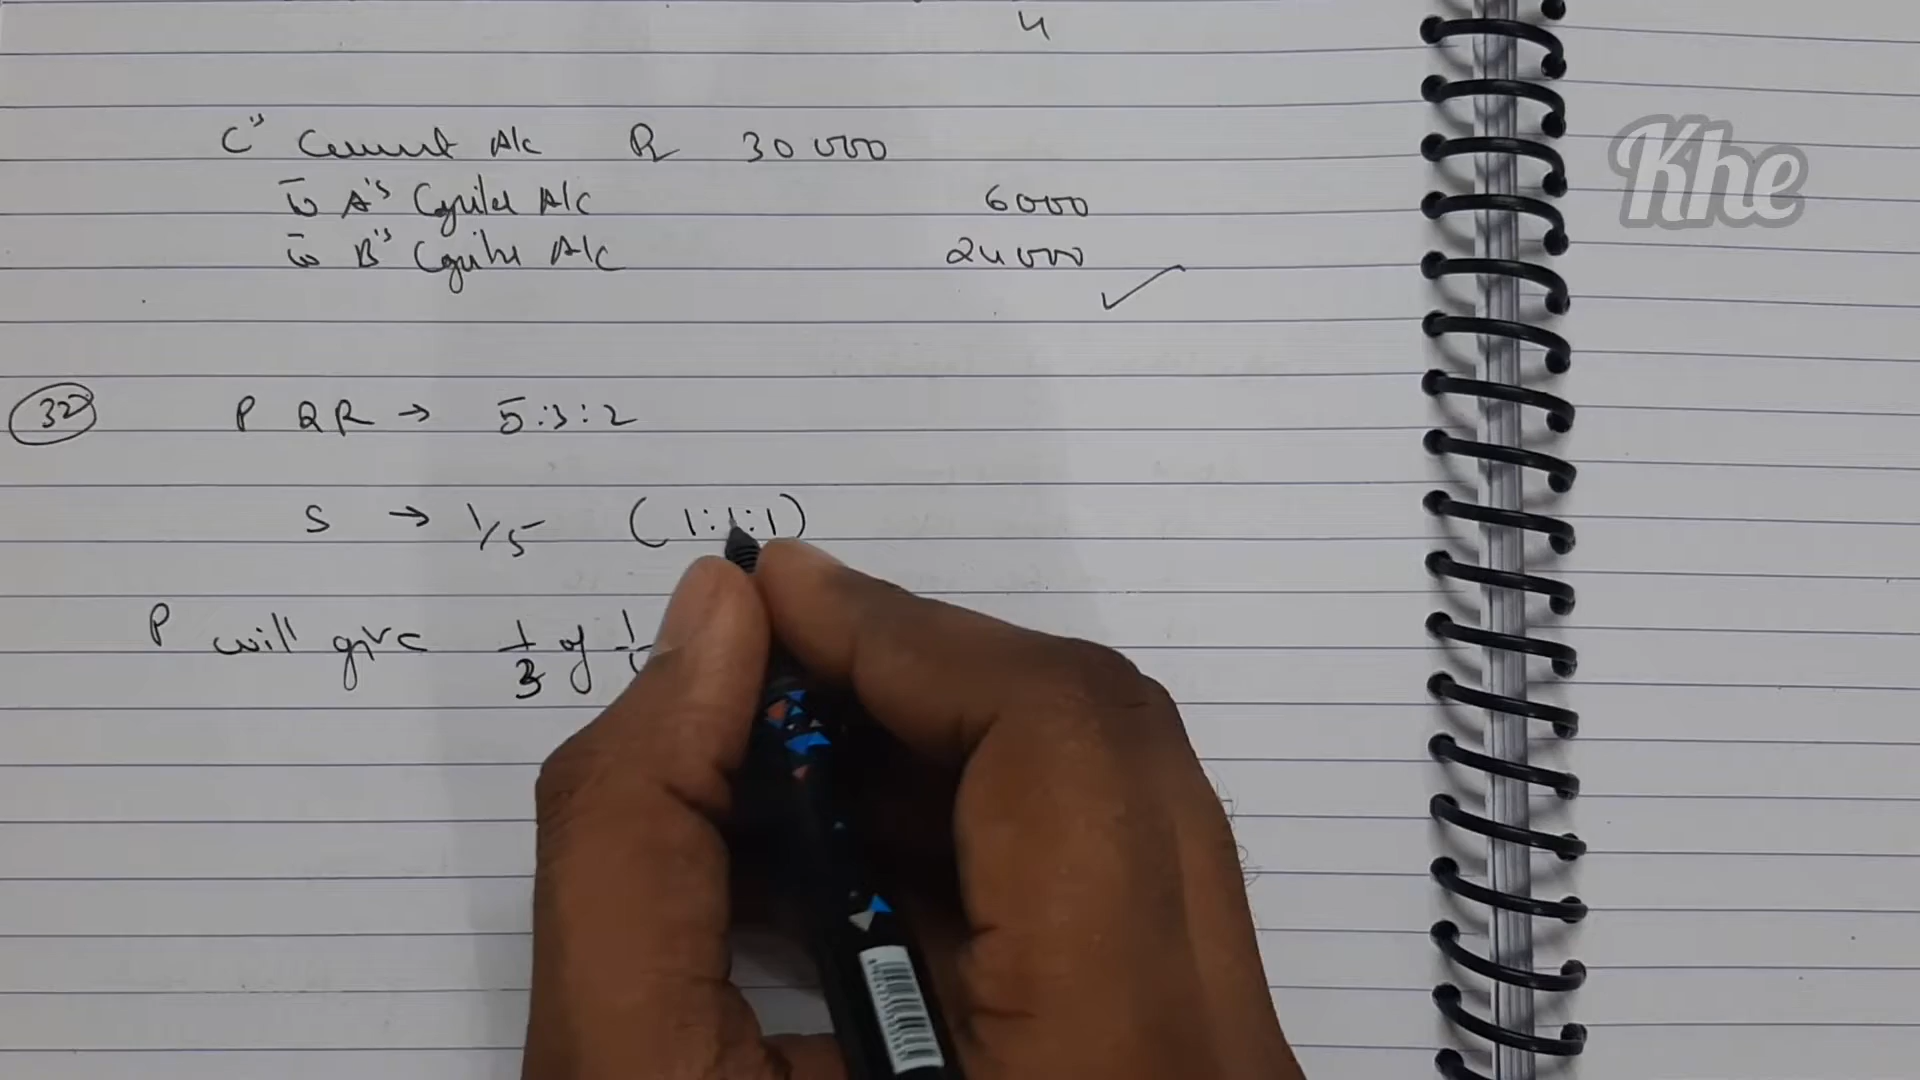 4
C's Current A/c Dr 30000
To A's Capital A/c 6000
To B's Capital A/c 24000
Khe
32 P Q R → 5:3:2
S → 1/5 (1:1:1)
P will give 1/3 of 1/